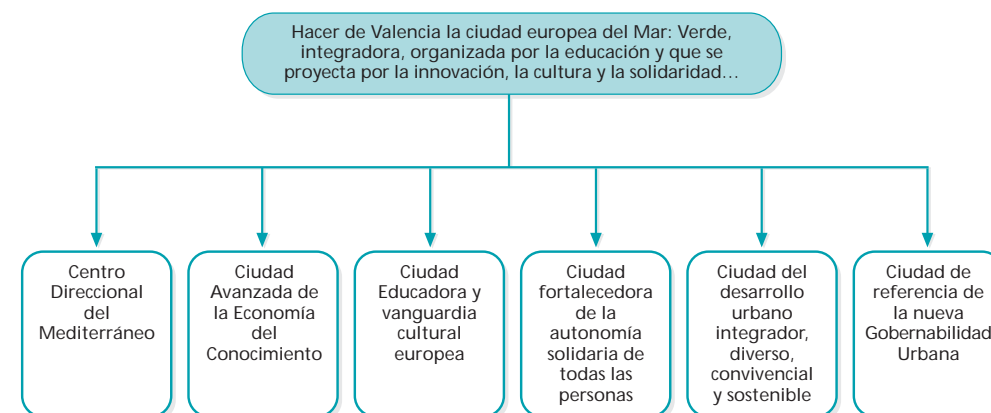 Hacer de Valencia la ciudad europea del Mar: Verde,
integradora, organizada por la educación y que se
proyecta por la innovación, la cultura y la solidaridad…
Centro
Direccional
del
Mediterráneo
Ciudad
Avanzada de
la Economía
del
Conocimiento
Ciudad
Educadora y
vanguardia
cultural
europea
Ciudad
fortalecedora
de la
autonomía
solidaria de
todas las
personas
Ciudad del
desarrollo
urbano
integrador,
diverso,
convivencial
y sostenible
Ciudad de
referencia de
la nueva
Gobernabilidad
Urbana